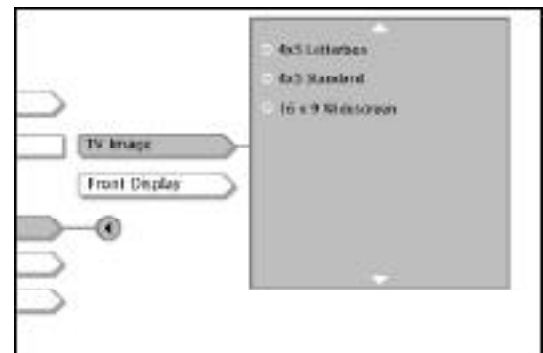 4x3 Letterbox
4x3 Standard
16 x 9 Widescreen
TV Image
Front Display